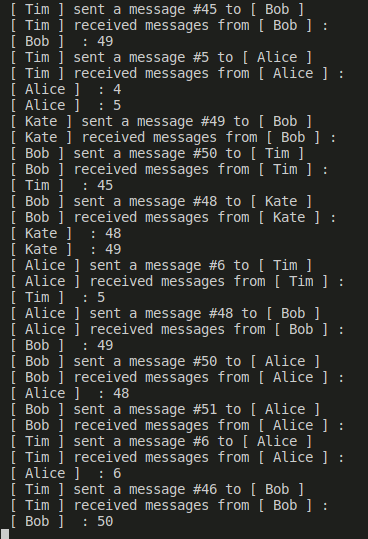 [ Tim ] sent a message #45 to [ Bob ]
[ Tim ] received messages from [ Bob ] :
[ Bob ]  : 49
[ Tim ] sent a message #5 to [ Alice ]
[ Tim ] received messages from [ Alice ] :
[ Alice ]  : 4
[ Alice ]  : 5
[ Kate ] sent a message #49 to [ Bob ]
[ Kate ] received messages from [ Bob ] :
[ Bob ] sent a message #50 to [ Tim ]
[ Bob ] received messages from [ Tim ] :
[ Tim ]  : 45
[ Bob ] sent a message #48 to [ Kate ]
[ Bob ] received messages from [ Kate ] :
[ Kate ]  : 48
[ Kate ]  : 49
[ Alice ] sent a message #6 to [ Tim ]
[ Alice ] received messages from [ Tim ] :
[ Tim ]  : 5
[ Alice ] sent a message #48 to [ Bob ]
[ Alice ] received messages from [ Bob ] :
[ Bob ]  : 49
[ Bob ] sent a message #50 to [ Alice ]
[ Bob ] received messages from [ Alice ] :
[ Alice ]  : 48
[ Bob ] sent a message #51 to [ Alice ]
[ Bob ] received messages from [ Alice ] :
[ Tim ] sent a message #6 to [ Alice ]
[ Tim ] received messages from [ Alice ] :
[ Alice ]  : 6
[ Tim ] sent a message #46 to [ Bob ]
[ Tim ] received messages from [ Bob ] :
[ Bob ]  : 50